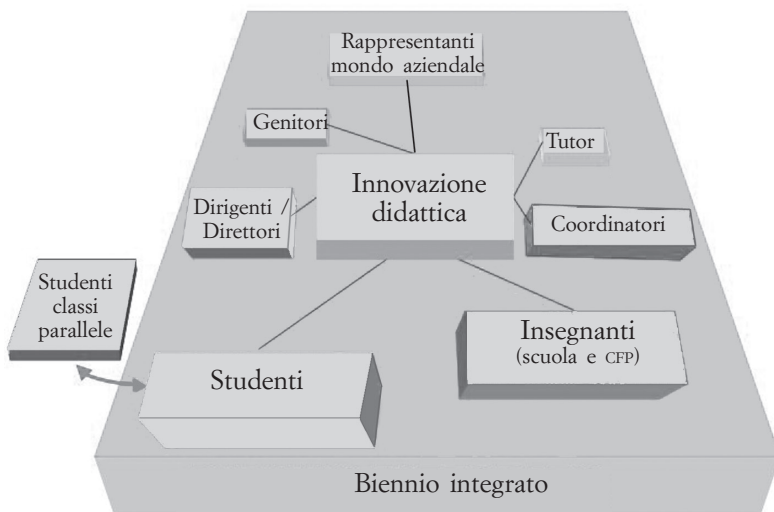 Rappresentanti
mondo aziendale
Genitori
Tutor
Innovazione
didattica
Dirigenti /
Direttori
Coordinatori
Studenti
classi
parallele
Insegnanti
(scuola e CFP)
Studenti
Biennio integrato